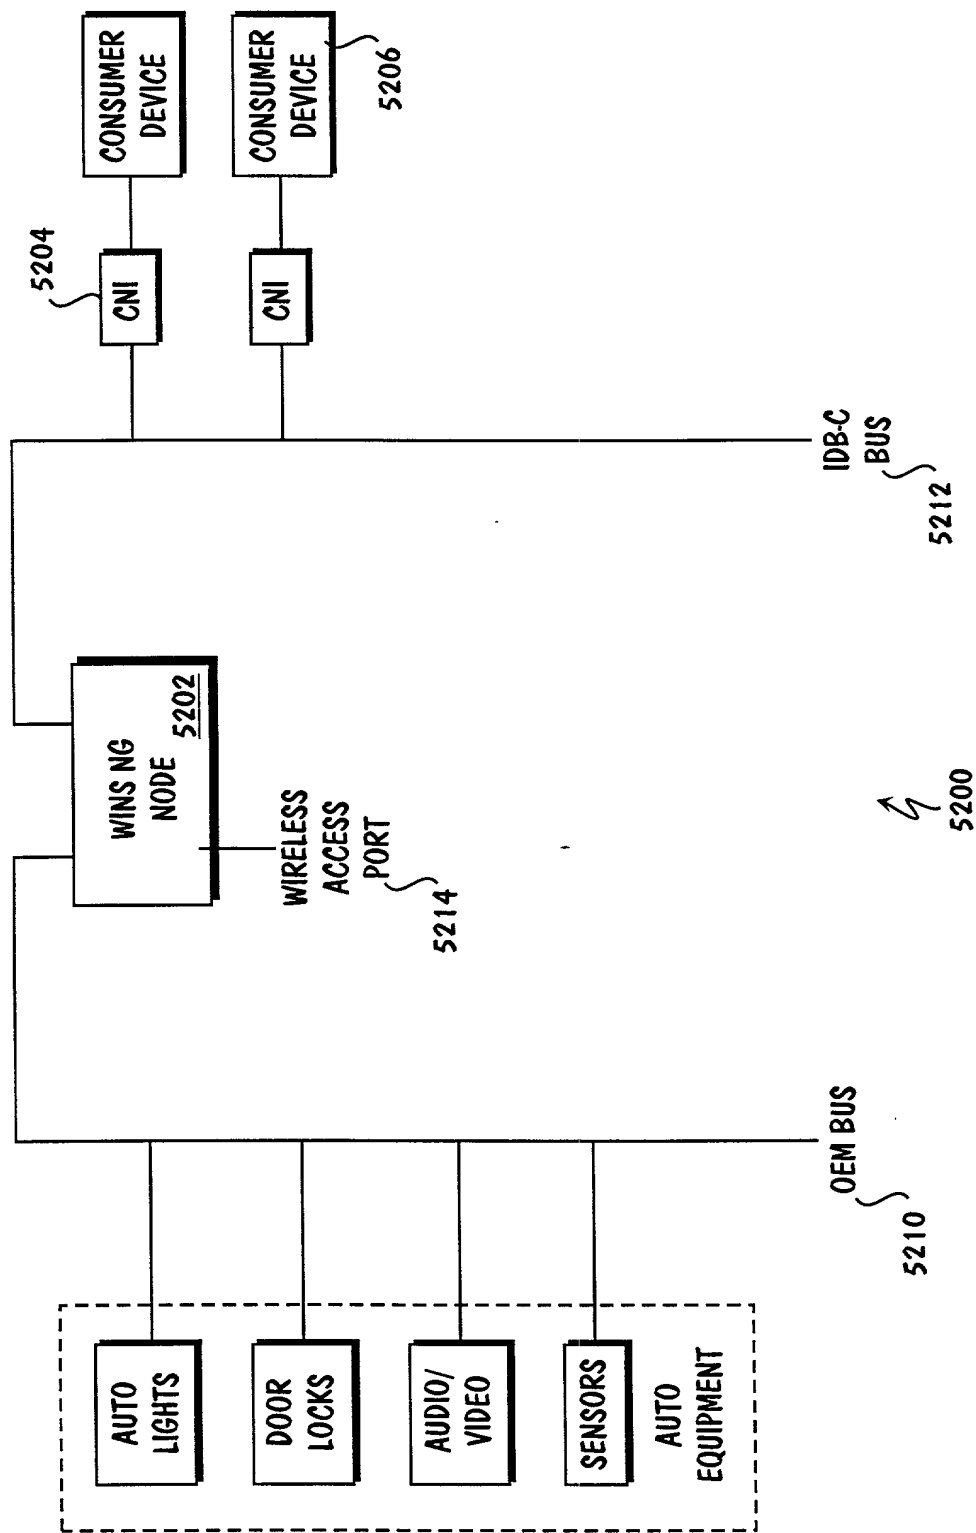 AUTO
LIGHTS
DOOR
LOCKS
AUDIO/
VIDEO
SENSORS
AUTO
EQUIPMENT
OEM BUS
5210
WINS NG
NODE
5202
WIRELESS
ACCESS
PORT
5214
5200
IDB-C
BUS
5212
5204
CNI
CONSUMER
DEVICE
CNI
CONSUMER
DEVICE
5206